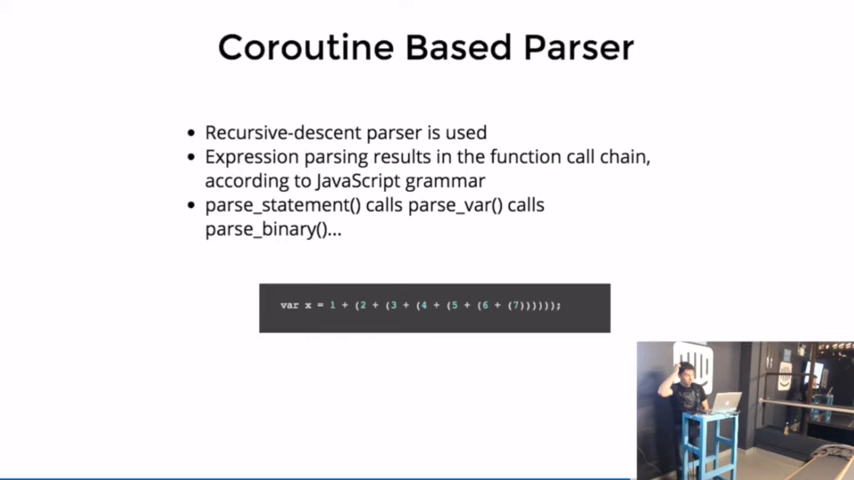 Coroutine Based Parser
• Recursive-descent parser is used
• Expression parsing results in the function call chain,
according to JavaScript grammar
• parse_statement() calls parse_var() calls
parse_binary()...
var x = 1 + (2 + (3 + (4 + (5 + (6 + (7))))));